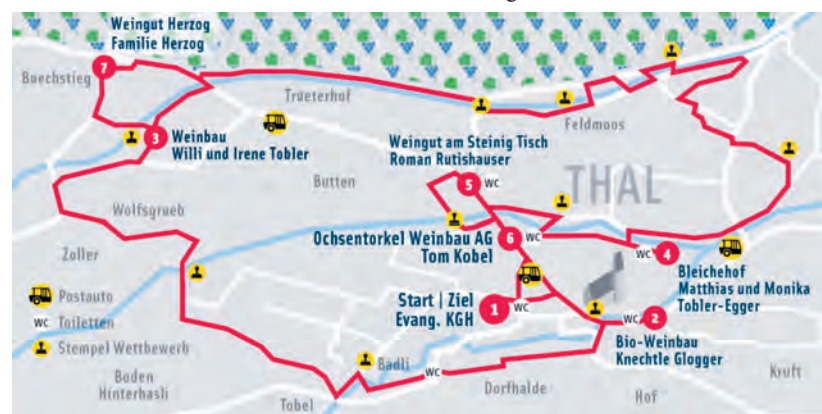 Weingut Herzog
Familie Herzog
7
Buechstieg
Trueterhof
3
Weinbau
Willi und Irene Tobler
Feldmoos
Weingut am Steinig Tisch
Roman Rutishauser
5
WC
THAL
Butten
Wolfsgrueb
Ochsentorkel Weinbau AG
Tom Kobel
6
WC
WC
4
Bleichehof
Matthias und Monika
Tobler-Egger
Zoller
Postauto
WC Toiletten
Stempel Wettbewerb
Start | Ziel
Evang. KGH
1
WC
WC
2
Bio-Weinbau
Knechtle Glogger
Bädli
WC
Boden
Hinterhasli
Tobel
Dorfhalde
Hof
Kruft